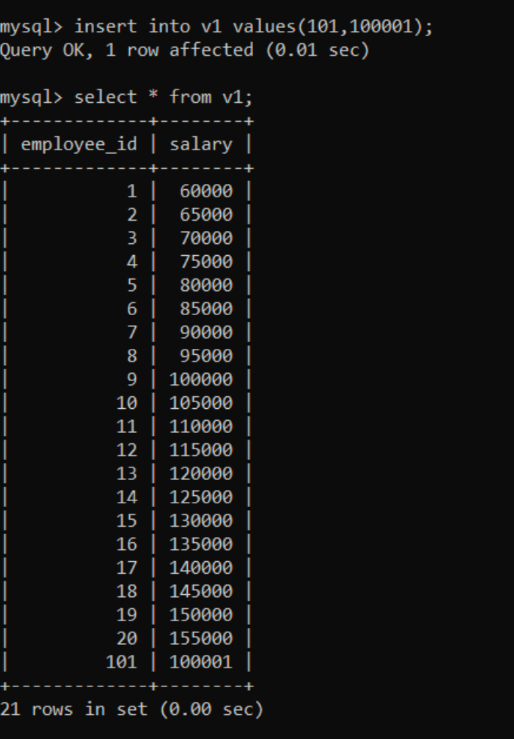 mysql> insert into v1 values(101,100001);
Query OK, 1 row affected (0.01 sec)
mysql> select * from v1;
+-------------+--------+
| employee_id | salary |
+-------------+--------+
|           1 |  60000 |
|           2 |  65000 |
|           3 |  70000 |
|           4 |  75000 |
|           5 |  80000 |
|           6 |  85000 |
|           7 |  90000 |
|           8 |  95000 |
|           9 | 100000 |
|          10 | 105000 |
|          11 | 110000 |
|          12 | 115000 |
|          13 | 120000 |
|          14 | 125000 |
|          15 | 130000 |
|          16 | 135000 |
|          17 | 140000 |
|          18 | 145000 |
|          19 | 150000 |
|          20 | 155000 |
|         101 | 100001 |
+-------------+--------+
21 rows in set (0.00 sec)